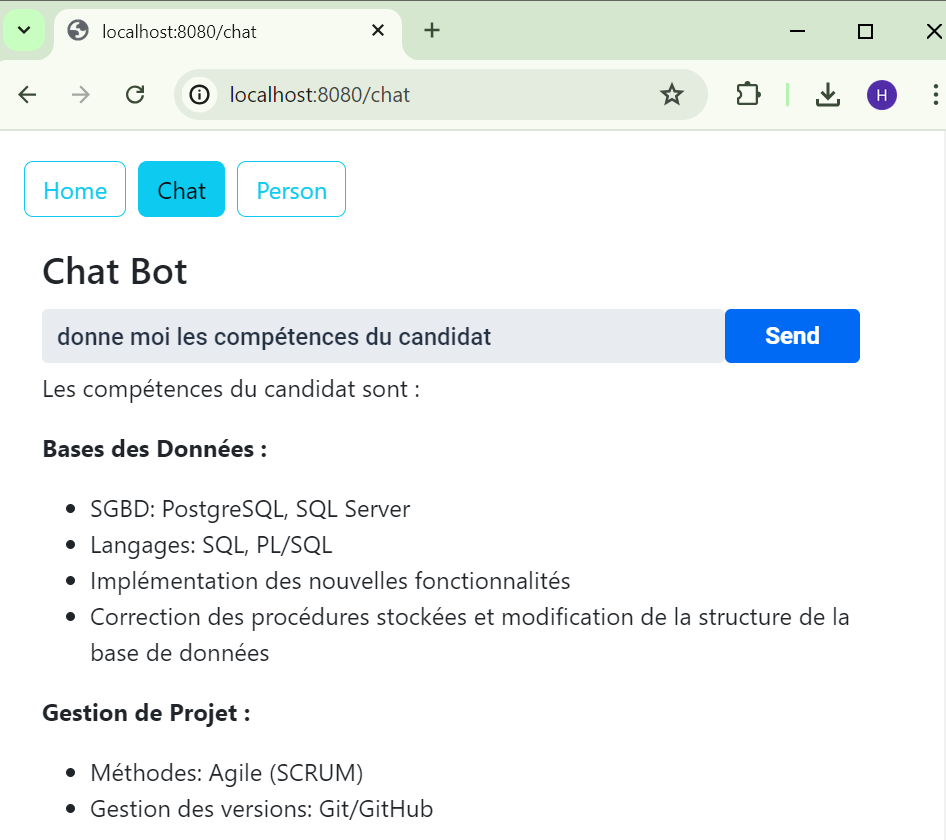 localhost:8080/chat
localhost:8080/chat
H
Home Chat Person
Chat Bot
donne moi les compétences du candidat Send
Les compétences du candidat sont :
Bases des Données :
SGBD: PostgreSQL, SQL Server
Langages: SQL, PL/SQL
Implémentation des nouvelles fonctionnalités
Correction des procédures stockées et modification de la structure de la
base de données
Gestion de Projet :
Méthodes: Agile (SCRUM)
Gestion des versions: Git/GitHub